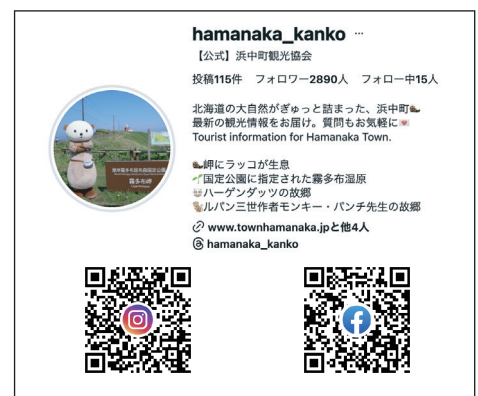 hamanaka_kanko ...
【公式】浜中町観光協会
投稿115件 フォロワー2890人 フォロー中15人
北海道の大自然がぎゅっと詰まった、浜中町🦦
最新の観光情報をお届け。質問もお気軽に💌
Tourist information for Hamanaka Town.
🦦岬にラッコが生息
🌱国定公園に指定された霧多布湿原
🐮ハーゲンダッツの故郷
🐒ルパン三世作者モンキー・パンチ先生の故郷
www.townhamanaka.jpと他4人
hamanaka_kanko
霧多布岬